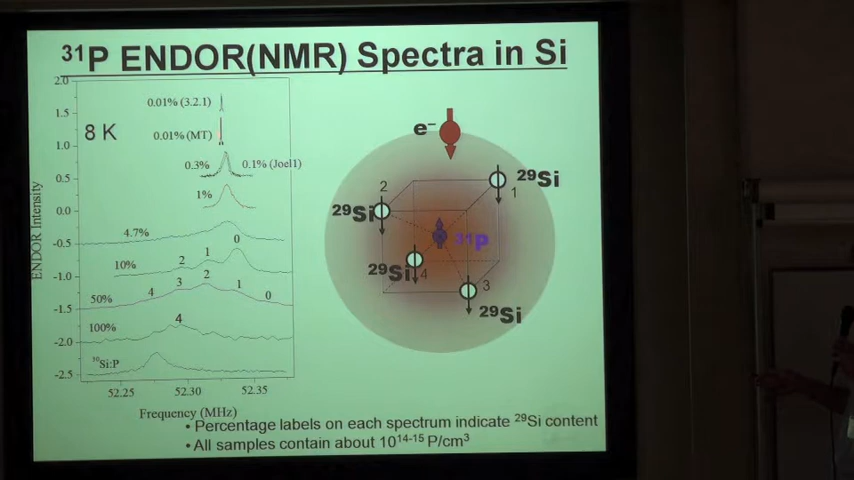 ³¹P ENDOR(NMR) Spectra in Si
2.0
1.5
1.0
0.5
0.0
-0.5
-1.0
-1.5
-2.0
-2.5
ENDOR Intensity
8 K
0.01% (3.2.1)
0.01% (MT)
0.3% 0.1% (Joel1)
1%
4.7% 0
10% 2 1
50% 4 3 2 1 0
100% 4
³⁰Si:P
52.25 52.30 52.35
Frequency (MHz)
e⁻
²⁹Si 1
2
²⁹Si
³¹P
²⁹Si 4
3
²⁹Si
• Percentage labels on each spectrum indicate ²⁹Si content
• All samples contain about 10¹⁴⁻¹⁵ P/cm³